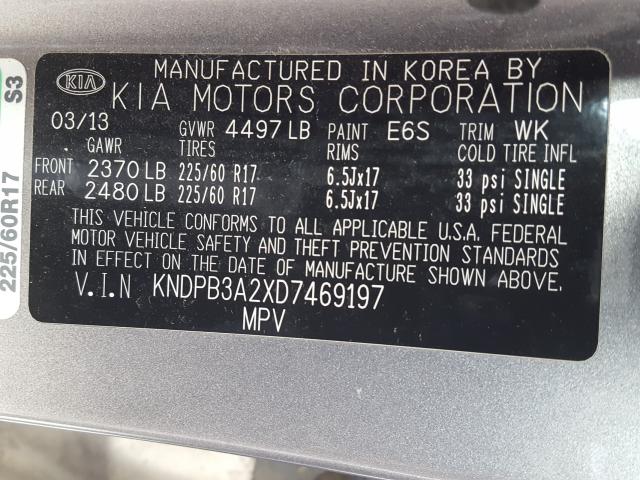 KIA
MANUFACTURED IN KOREA BY
KIA MOTORS CORPORATION
03/13 GVWR 4497 LB PAINT E6S TRIM WK
GAWR TIRES RIMS COLD TIRE INFL
FRONT 2370 LB 225/60 R17 6.5Jx17 33 psi SINGLE
REAR 2480 LB 225/60 R17 6.5Jx17 33 psi SINGLE
THIS VEHICLE CONFORMS TO ALL APPLICABLE U.S.A. FEDERAL
MOTOR VEHICLE SAFETY AND THEFT PREVENTION STANDARDS
IN EFFECT ON THE DATE OF MANUFACTURE SHOWN ABOVE.
V.I.N KNDPB3A2XD7469197
MPV
225/60R17 S3